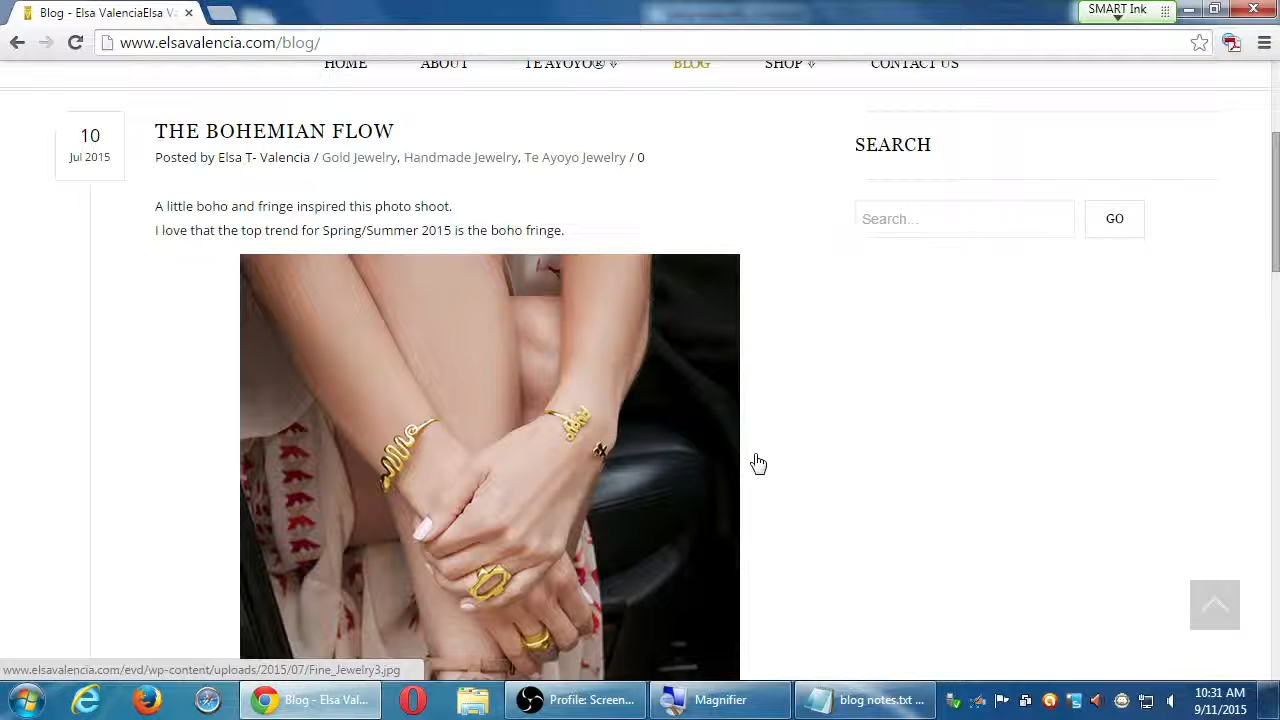 Blog - Elsa ValenciaElsa Va
SMART Ink
www.elsavalencia.com/blog/
HOME ABOUT TE AYOYO® BLOG SHOP CONTACT US
10
Jul 2015
THE BOHEMIAN FLOW
Posted by Elsa T- Valencia / Gold Jewelry, Handmade Jewelry, Te Ayoyo Jewelry / 0
A little boho and fringe inspired this photo shoot.
I love that the top trend for Spring/Summer 2015 is the boho fringe.
SEARCH
Search...
GO
www.elsavalencia.com/evd/wp-content/uploads/2015/07/Fine_Jewelry3.jpg
Blog - Elsa Val...
Profile: Screen...
Magnifier
blog notes.txt ...
10:31 AM
9/11/2015